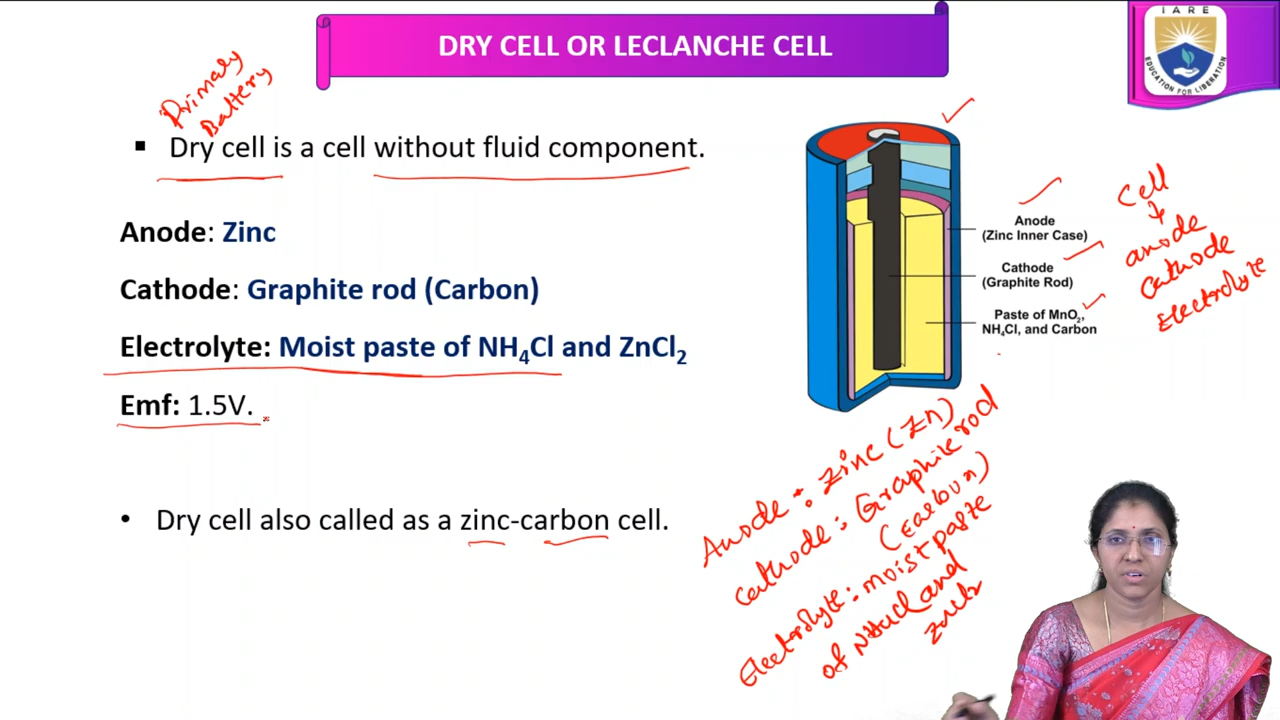 DRY CELL OR LECLANCHE CELL
IARE
EDUCATION FOR LIBERATION
Primary
Battery
▪ Dry cell is a cell without fluid component.
Anode: Zinc
Cathode: Graphite rod (Carbon)
Electrolyte: Moist paste of NH₄Cl and ZnCl₂
Emf: 1.5V.
• Dry cell also called as a zinc-carbon cell.
Anode
(Zinc Inner Case)
Cathode
(Graphite Rod)
Paste of MnO₂,
NH₄Cl, and Carbon
Cell
anode
cathode
Electrolyte
Anode : Zinc (Zn)
Cathode : Graphite rod
(Carbon)
Electrolyte : moist paste
of NH₄Cl and
ZnCl₂